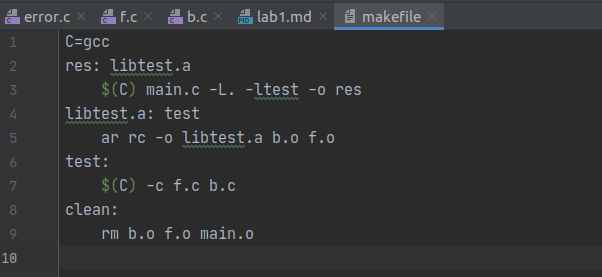 error.c f.c b.c lab1.md makefile
1 C=gcc
2 res: libtest.a
3 $(C) main.c -L. -ltest -o res
4 libtest.a: test
5 ar rc -o libtest.a b.o f.o
6 test:
7 $(C) -c f.c b.c
8 clean:
9 rm b.o f.o main.o
10